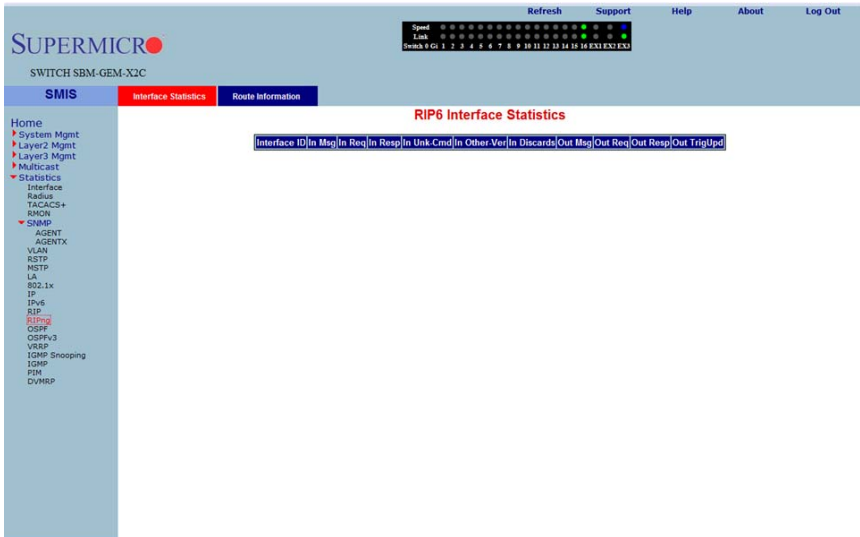 Refresh Support Help About Log Out
SUPERMICRO
SWITCH SBM-GEM-X2C
Speed
Link
Switch 0 Gi 1 2 3 4 5 6 7 8 9 10 11 12 13 14 15 16 EX1 EX2 EX3
SMIS
Interface Statistics Route Information
Home
System Mgmt
Layer2 Mgmt
Layer3 Mgmt
Multicast
Statistics
Interface
Radius
TACACS+
RMON
SNMP
AGENT
AGENTX
VLAN
RSTP
MSTP
LA
802.1x
IP
IPv6
RIP
RIPng
OSPF
OSPFv3
VRRP
IGMP Snooping
IGMP
PIM
DVMRP
RIP6 Interface Statistics
Interface ID In Msg In Req In Resp In Unk-Cmd In Other-Ver In Discards Out Msg Out Req Out Resp Out TrigUpd